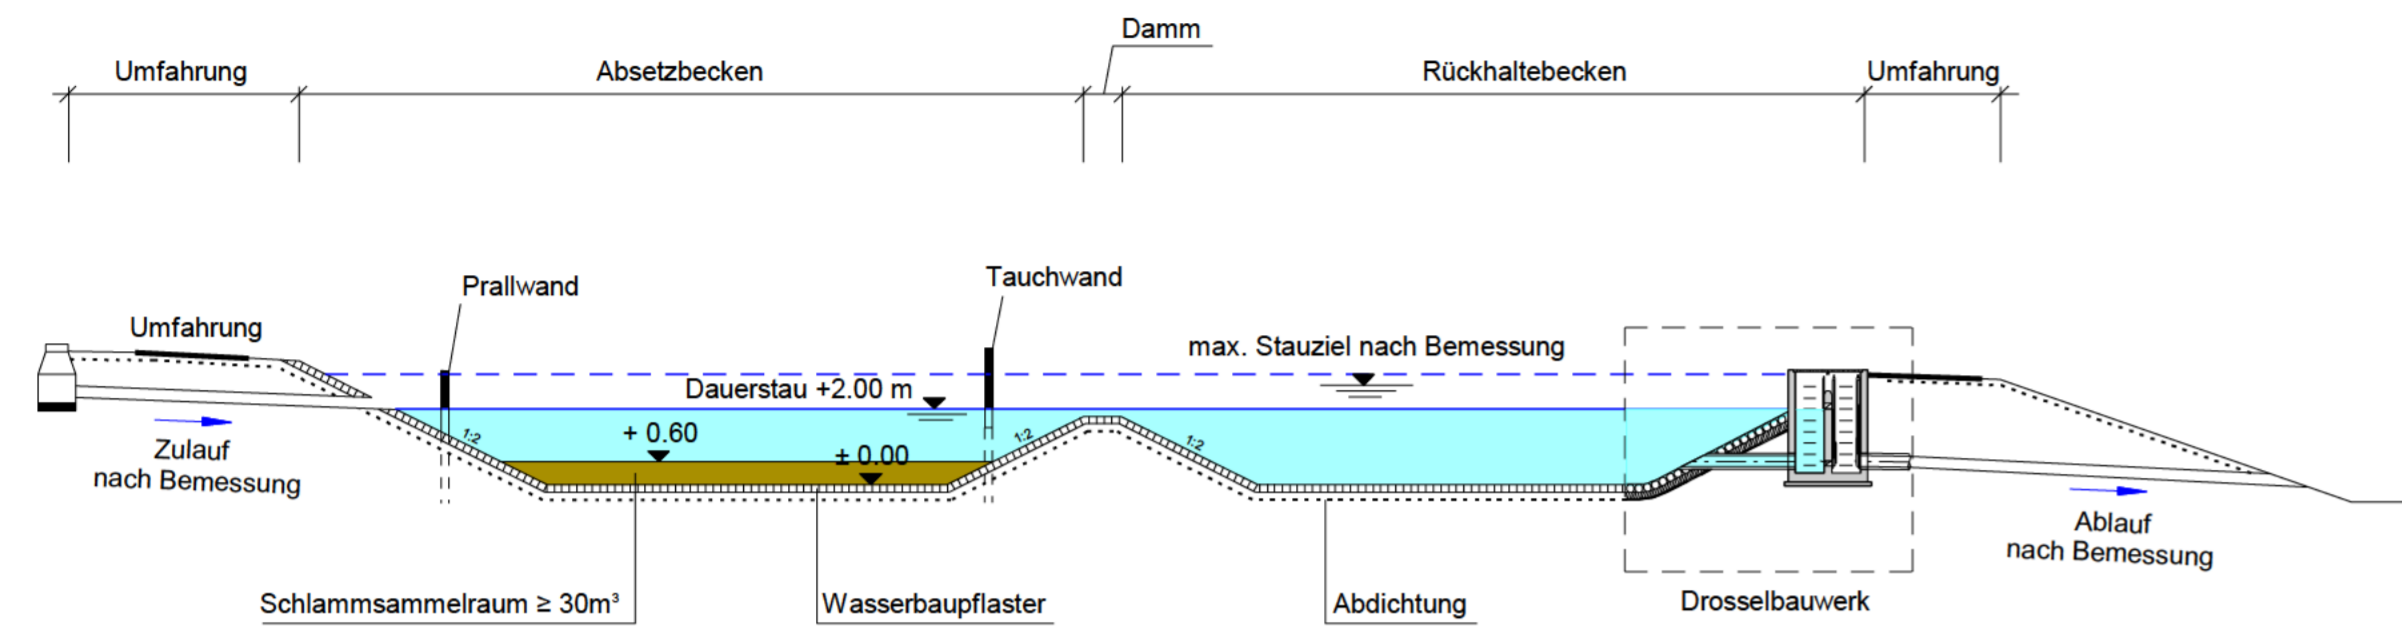 Damm
Umfahrung
Absetzbecken
Rückhaltebecken
Umfahrung
Prallwand
Tauchwand
Umfahrung
max. Stauziel nach Bemessung
Dauerstau +2.00 m
1:2
+ 0.60
1:2
1:2
± 0.00
Zulauf
nach Bemessung
Ablauf
nach Bemessung
Schlammsammelraum ≥ 30m³
Wasserbaupflaster
Abdichtung
Drosselbauwerk